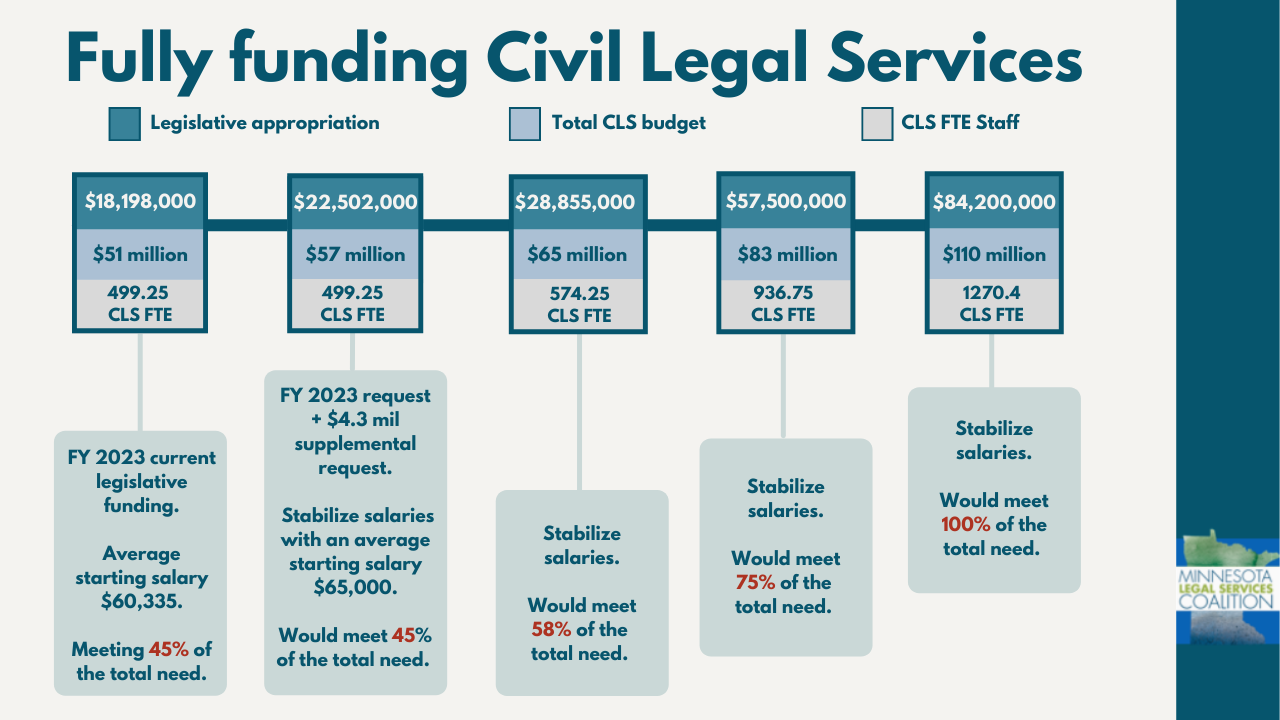 Fully funding Civil Legal Services
Legislative appropriation
Total CLS budget
CLS FTE Staff
$18,198,000
$51 million
499.25
CLS FTE
FY 2023 current
legislative
funding.
Average
starting salary
$60,335.
Meeting 45% of
the total need.
$22,502,000
$57 million
499.25
CLS FTE
FY 2023 request
+ $4.3 mil
supplemental
request.
Stabilize salaries
with an average
starting salary
$65,000.
Would meet 45%
of the total need.
$28,855,000
$65 million
574.25
CLS FTE
Stabilize
salaries.
Would meet
58% of the
total need.
$57,500,000
$83 million
936.75
CLS FTE
Stabilize
salaries.
Would meet
75% of the
total need.
$84,200,000
$110 million
1270.4
CLS FTE
Stabilize
salaries.
Would meet
100% of the
total need.
MINNESOTA
LEGAL SERVICES
COALITION